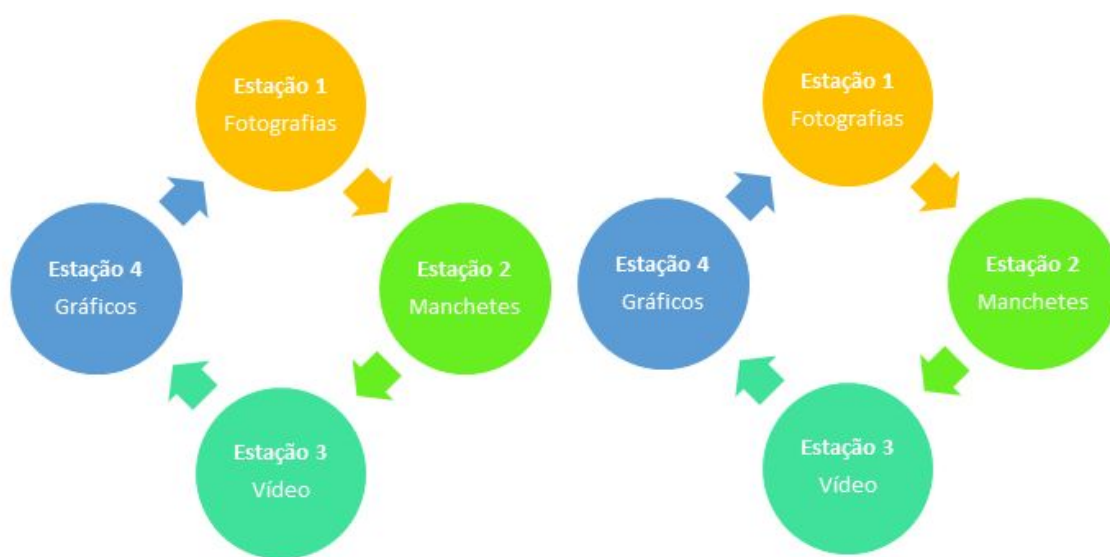 Estação 1
Fotografias
Estação 4
Gráficos
Estação 2
Manchetes
Estação 3
Vídeo
Estação 1
Fotografias
Estação 4
Gráficos
Estação 2
Manchetes
Estação 3
Vídeo